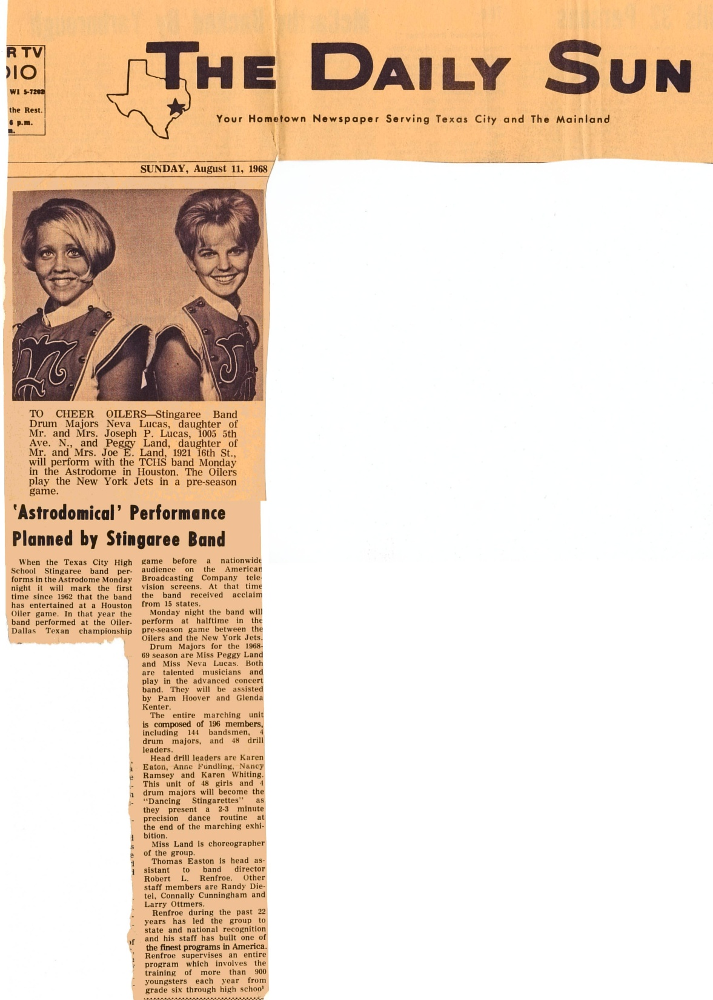 R TV
DIO
WI 5-7202
the Rest.
6 p.m.
m.
THE DAILY SUN
Your Hometown Newspaper Serving Texas City and The Mainland
SUNDAY, August 11, 1968
TO CHEER OILERS—Stingaree Band
Drum Majors Neva Lucas, daughter of
Mr. and Mrs. Joseph P. Lucas, 1005 5th
Ave. N., and Peggy Land, daughter of
Mr. and Mrs. Joe E. Land, 1921 16th St.,
will perform with the TCHS band Monday
in the Astrodome in Houston. The Oilers
play the New York Jets in a pre-season
game.
'Astrodomical' Performance
Planned by Stingaree Band
When the Texas City High
School Stingaree band per-
forms in the Astrodome Monday
night it will mark the first
time since 1962 that the band
has entertained at a Houston
Oiler game. In that year the
band performed at the Oiler-
Dallas Texan championship
game before a nationwide
audience on the American
Broadcasting Company tele-
vision screens. At that time
the band received acclaim
from 15 states.
Monday night the band will
perform at halftime in the
pre-season game between the
Oilers and the New York Jets.
Drum Majors for the 1968-
69 season are Miss Peggy Land
and Miss Neva Lucas. Both
are talented musicians and
play in the advanced concert
band. They will be assisted
by Pam Hoover and Glenda
Kenter.
The entire marching unit
is composed of 196 members,
including 144 bandsmen, 4
drum majors, and 48 drill
leaders.
Head drill leaders are Karen
Eaton, Anne Fundling, Nancy
Ramsey and Karen Whiting.
This unit of 48 girls and 4
drum majors will become the
"Dancing Stingarettes" as
they present a 2-3 minute
precision dance routine at
the end of the marching exhi-
bition.
Miss Land is choreographer
of the group.
Thomas Easton is head as-
sistant to band director
Robert L. Renfroe. Other
staff members are Randy Die-
tel, Connally Cunningham and
Larry Ottmers.
Renfroe during the past 22
years has led the group to
state and national recognition
and his staff has built one of
the finest programs in America.
Renfroe supervises an entire
program which involves the
training of more than 900
youngsters each year from
grade six through high school